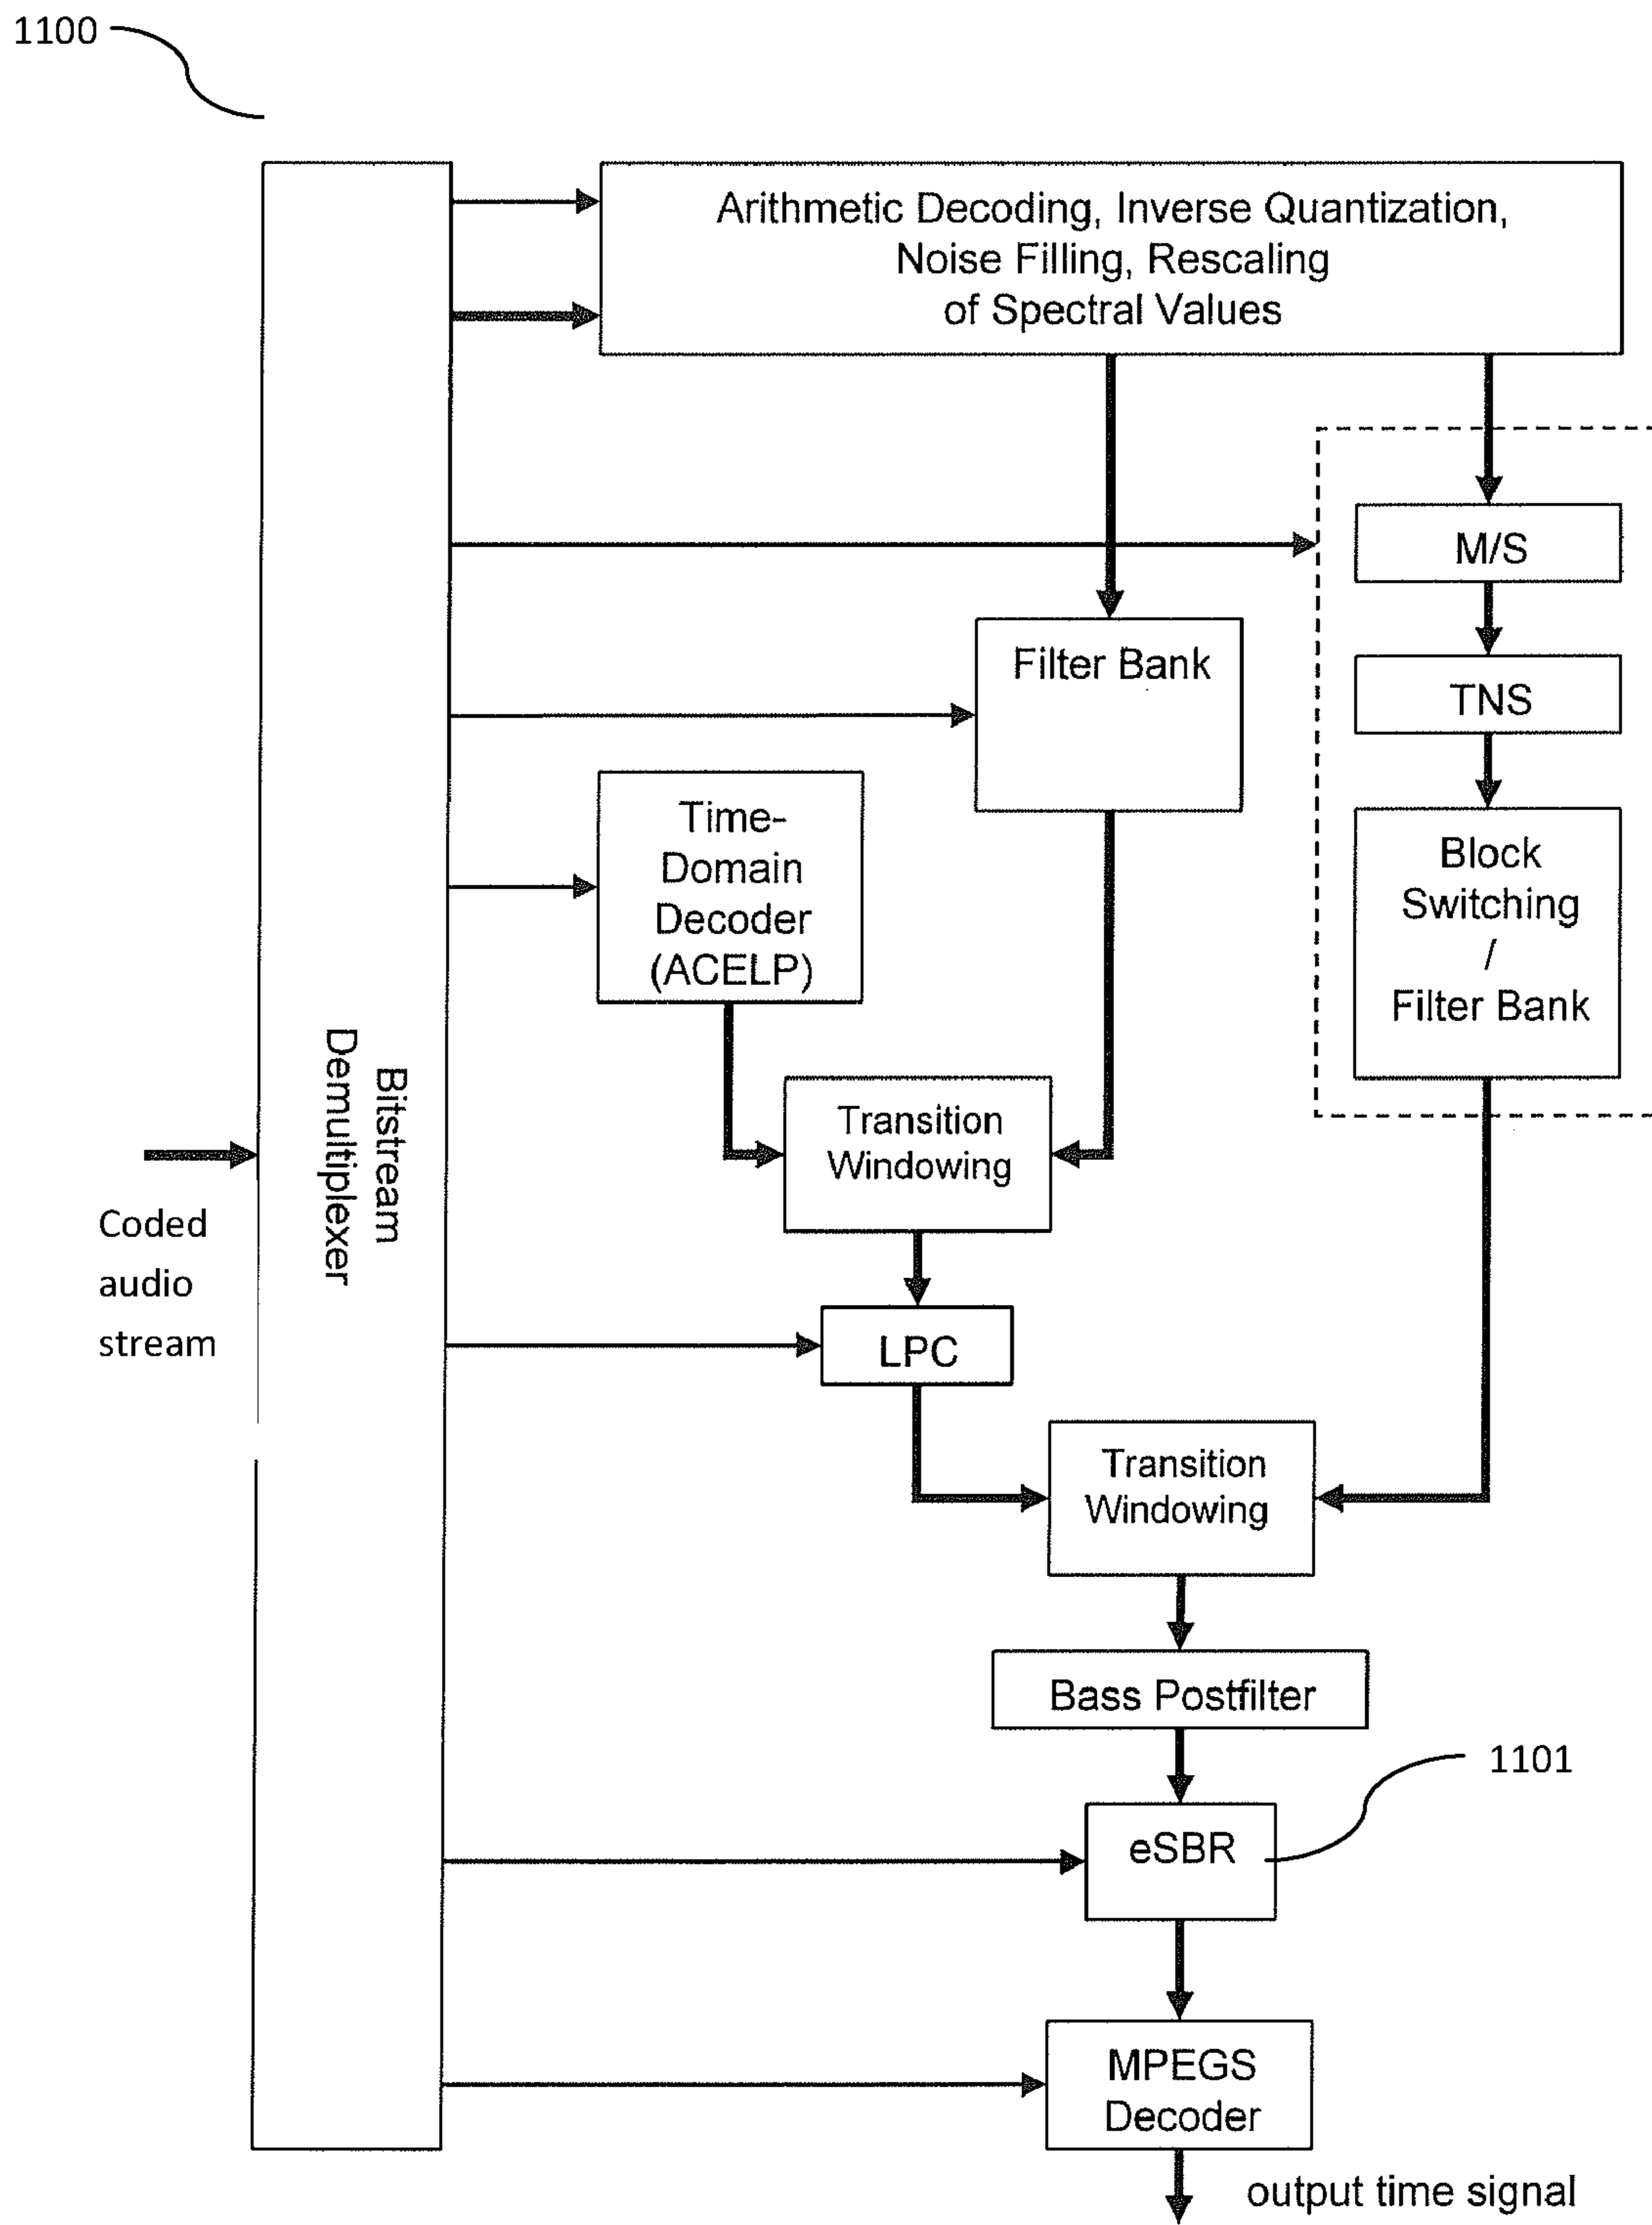 1100
Arithmetic Decoding, Inverse Quantization,
Noise Filling, Rescaling
of Spectral Values
M/S
Filter Bank
TNS
Time-
Domain
Decoder
(ACELP)
Block
Switching
/
Filter Bank
Bitstream
Demultiplexer
Transition
Windowing
Coded
audio
stream
LPC
Transition
Windowing
Bass Postfilter
1101
eSBR
MPEGS
Decoder
output time signal